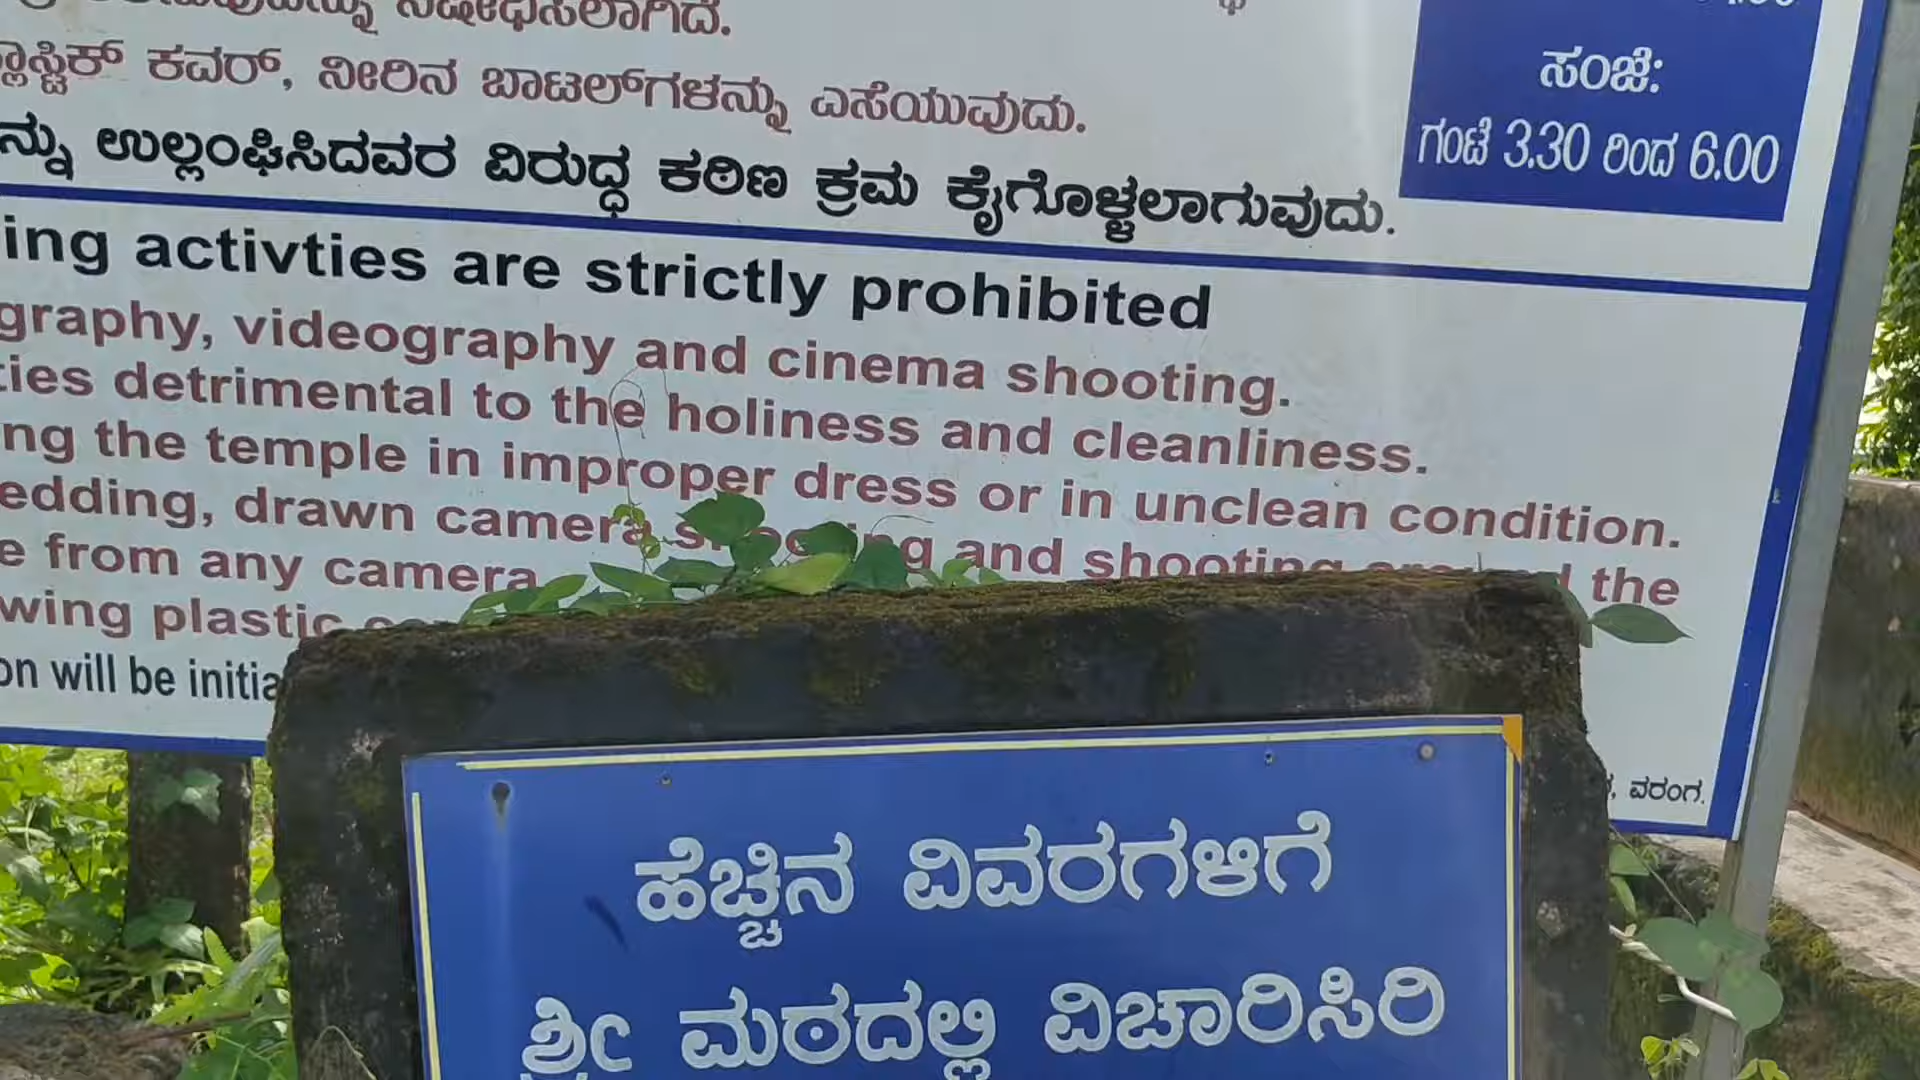 ನಿಷೇಧಿಸಲಾಗಿದೆ.
ಕವರ್, ನೀರಿನ ಬಾಟಲ್‌ಗಳನ್ನು ಎಸೆಯುವುದು.
ಉಲ್ಲಂಘಿಸಿದವರ ವಿರುದ್ಧ ಕಠಿಣ ಕ್ರಮ ಕೈಗೊಳ್ಳಲಾಗುವುದು.
ಸಂಜೆ:
ಗಂಟೆ 3.30 ರಿಂದ 6.00
ing activties are strictly prohibited
graphy, videography and cinema shooting.
ties detrimental to the holiness and cleanliness.
ng the temple in improper dress or in unclean condition.
edding, drawn camera shooting and shooting around the
e from any camera
wing plastic
on will be initia
ವರಂಗ.
ಹೆಚ್ಚಿನ ವಿವರಗಳಿಗೆ
ಶ್ರೀ ಮಠದಲ್ಲಿ ವಿಚಾರಿಸಿರಿ